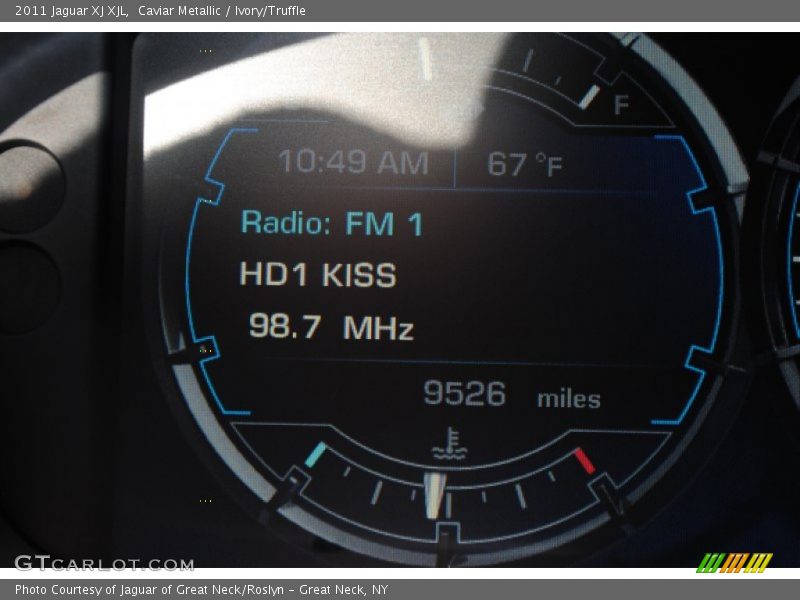 2011 Jaguar XJ XJL,  Caviar Metallic / Ivory/Truffle
F
10:49 AM 67 °F
Radio: FM 1
HD1 KISS
98.7 MHz
9526 miles
GTCARLOT.COM
Photo Courtesy of Jaguar of Great Neck/Roslyn - Great Neck, NY